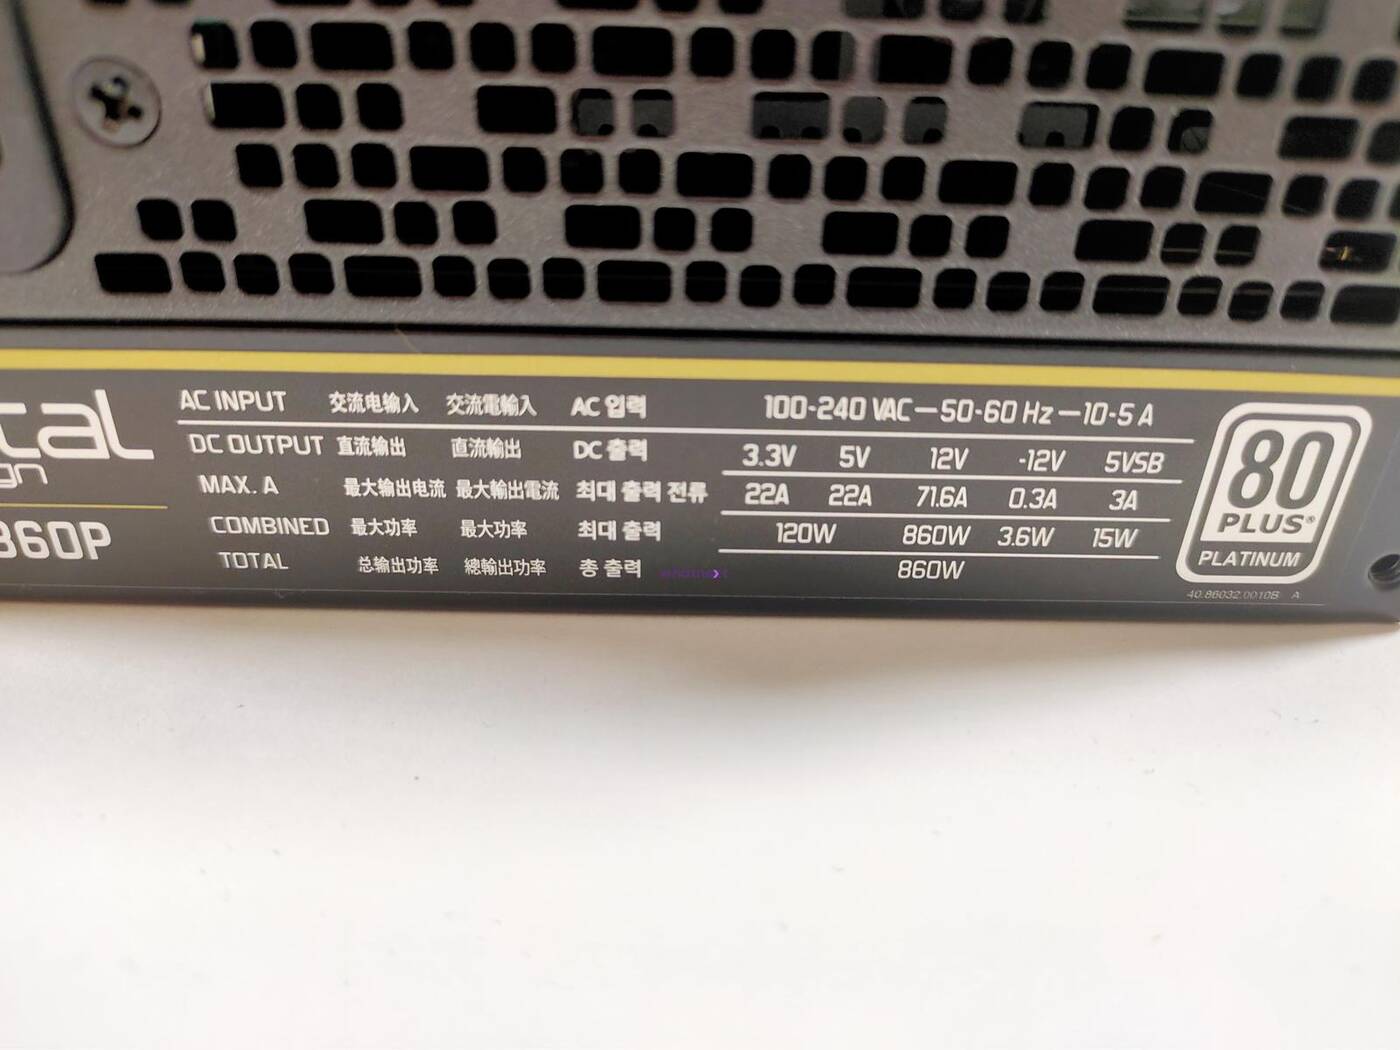 AC INPUT 交流电输入 交流電輸入 AC 입력 100-240 VAC—50-60 Hz—10-5 A
DC OUTPUT 直流输出 直流輸出 DC 출력 3.3V 5V 12V -12V 5VSB
MAX. A 最大输出电流 最大輸出電流 최대 출력 전류 22A 22A 71.6A 0.3A 3A
COMBINED 最大功率 最大功率 최대 출력 120W 860W 3.6W 15W
TOTAL 总输出功率 總輸出功率 총 출력 860W
860P
80
PLUS®
PLATINUM
40.86032.0010B A